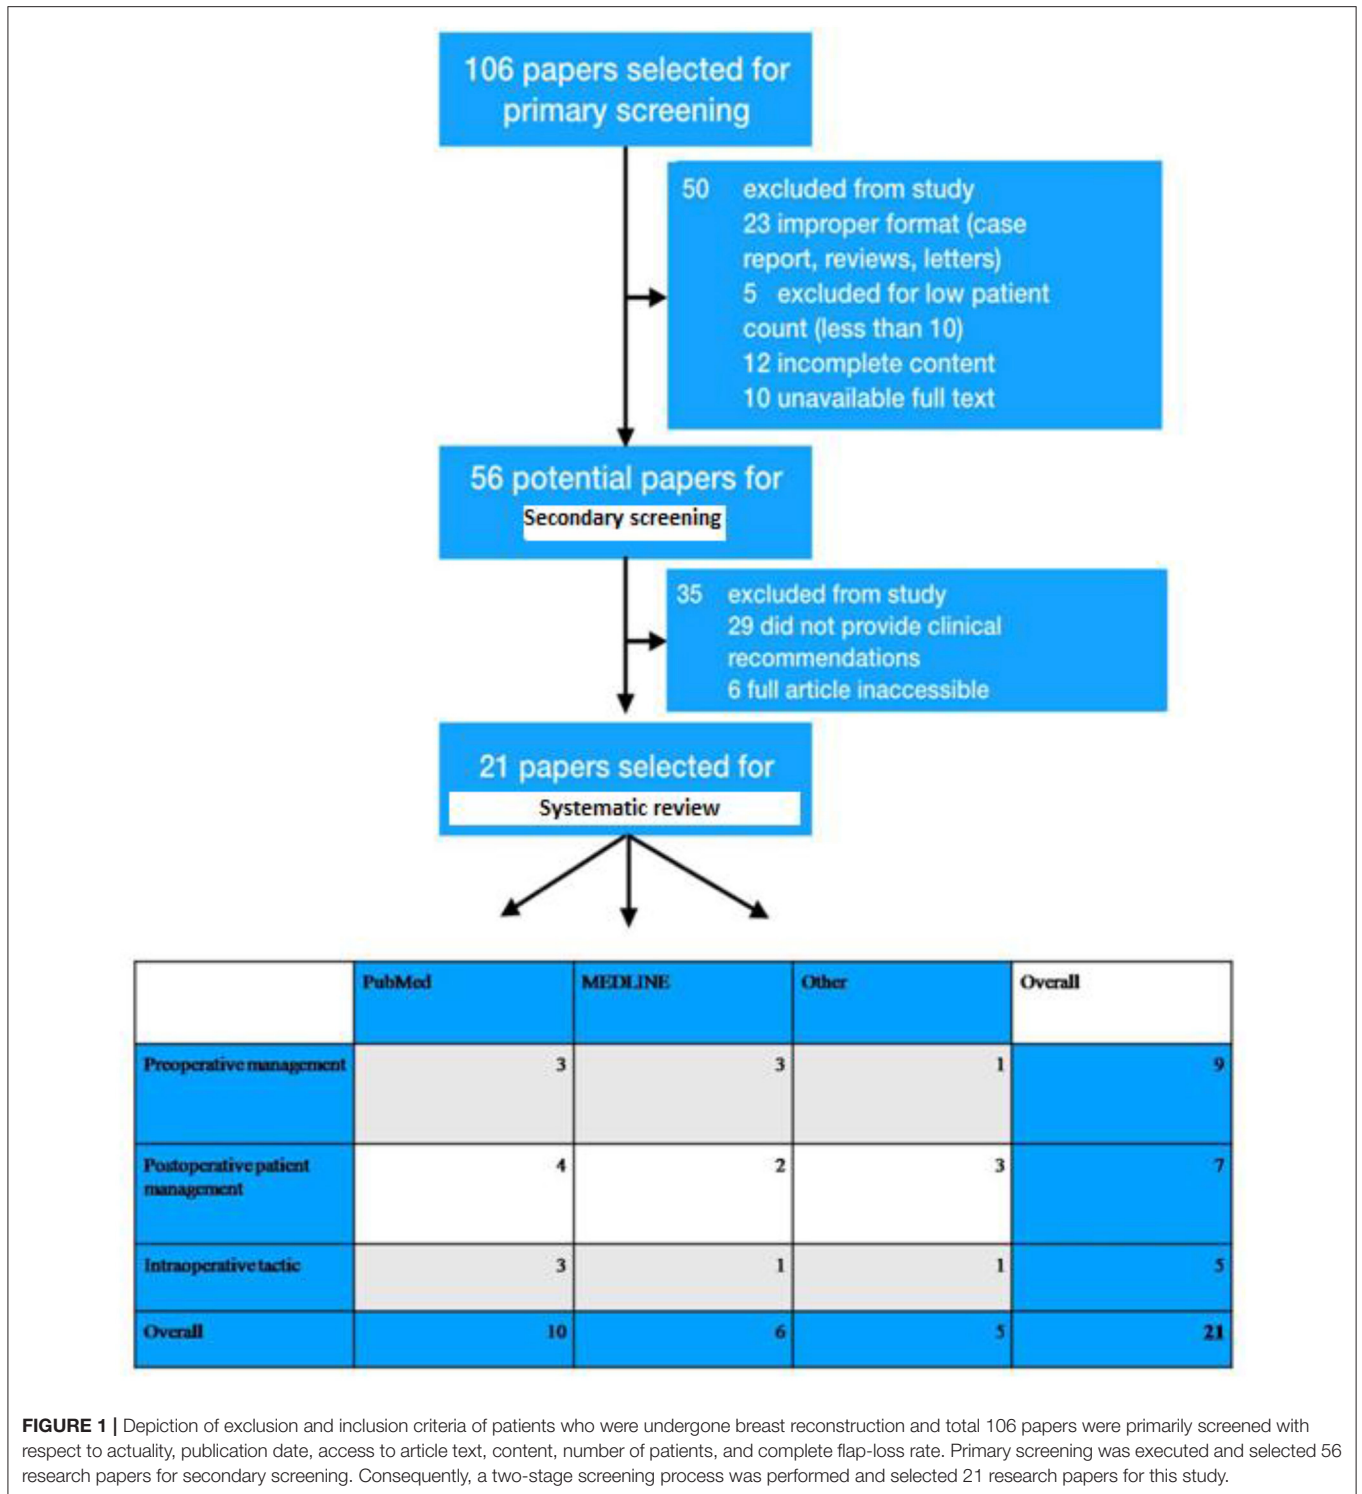 106 papers selected for
primary screening
50 excluded from study
23 improper format (case
report, reviews, letters)
5 excluded for low patient
count (less than 10)
12 incomplete content
10 unavailable full text
56 potential papers for
Secondary screening
35 excluded from study
29 did not provide clinical
recommendations
6 full article inaccessible
21 papers selected for
Systematic review
PubMed MEDLINE Other Overall
Preoperative management 3 3 1 9
Postoperative patient 4 2 3 7
management
Intraoperative tactic 3 1 1 5
Overall 10 6 5 21
FIGURE 1 | Depiction of exclusion and inclusion criteria of patients who were undergone breast reconstruction and total 106 papers were primarily screened with
respect to actuality, publication date, access to article text, content, number of patients, and complete flap-loss rate. Primary screening was executed and selected 56
research papers for secondary screening. Consequently, a two-stage screening process was performed and selected 21 research papers for this study.